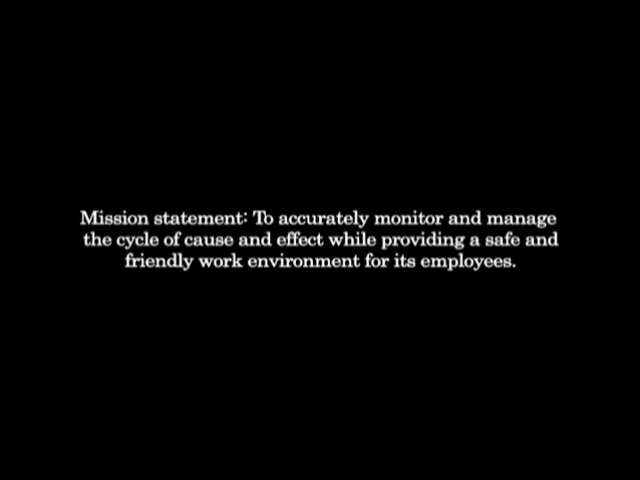 Mission statement: To accurately monitor and manage
the cycle of cause and effect while providing a safe and
friendly work environment for its employees.